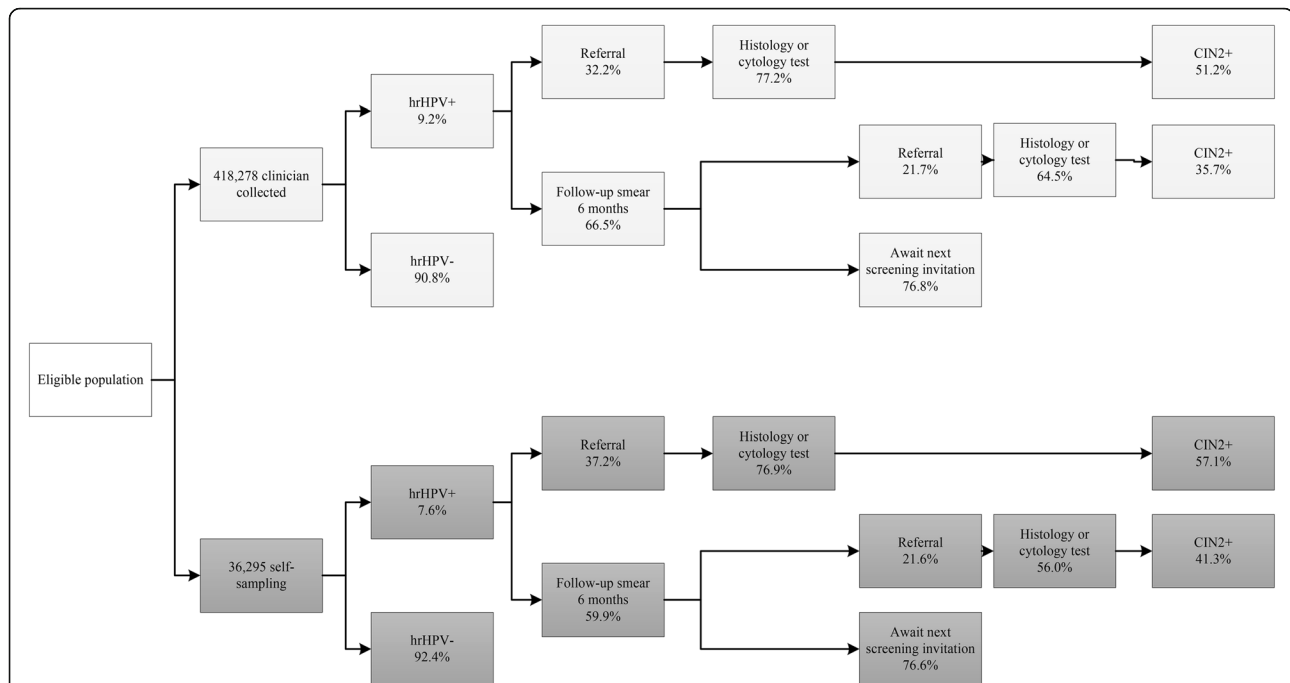 Eligible population
418,278 clinician
collected
hrHPV+
9.2%
Referral
32.2%
Histology or
cytology test
77.2%
CIN2+
51.2%
Follow-up smear
6 months
66.5%
Referral
21.7%
Histology or
cytology test
64.5%
CIN2+
35.7%
Await next
screening invitation
76.8%
hrHPV-
90.8%
36,295 self-
sampling
hrHPV+
7.6%
Referral
37.2%
Histology or
cytology test
76.9%
CIN2+
57.1%
Follow-up smear
6 months
59.9%
Referral
21.6%
Histology or
cytology test
56.0%
CIN2+
41.3%
Await next
screening invitation
76.6%
hrHPV-
92.4%